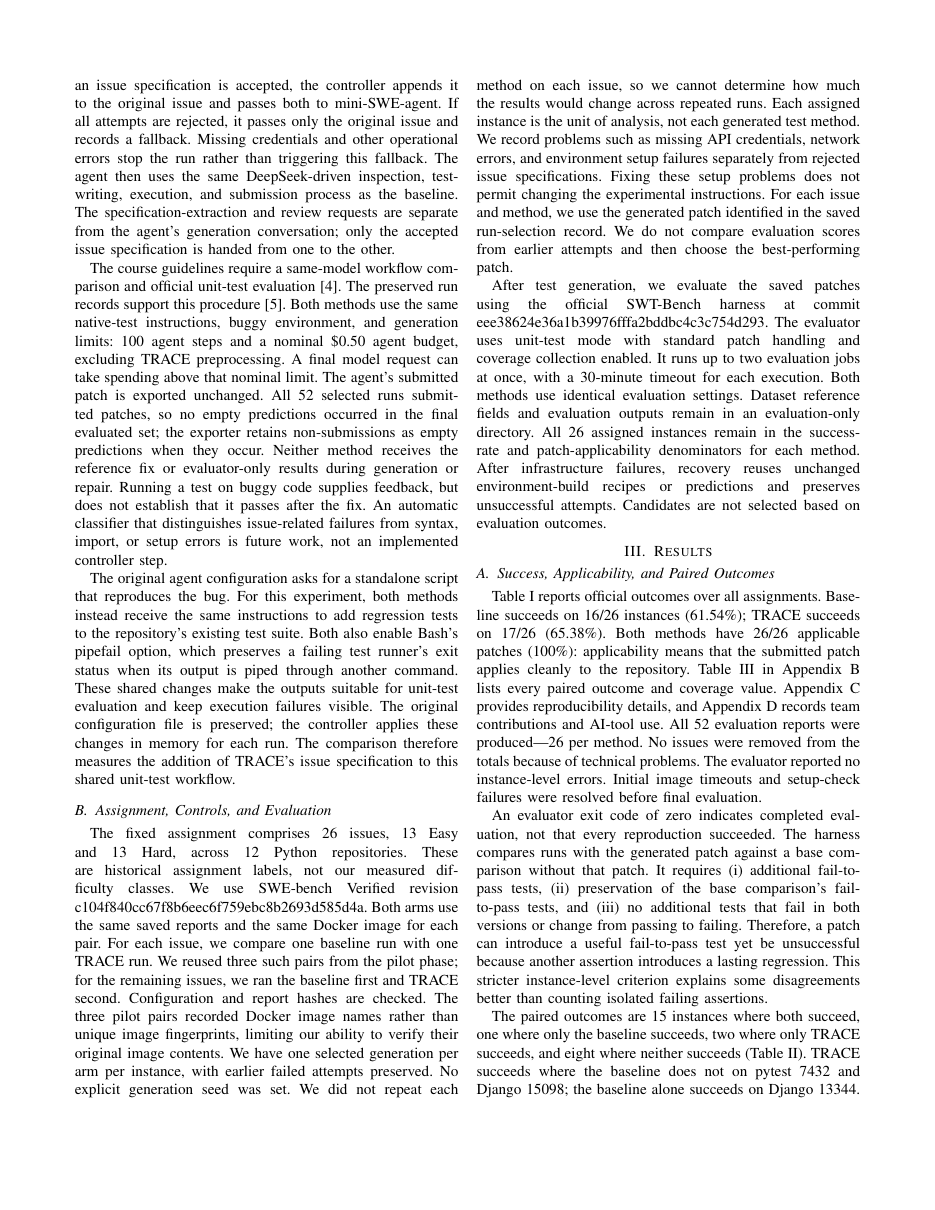 an issue specification is accepted, the controller appends it
to the original issue and passes both to mini-SWE-agent. If
all attempts are rejected, it passes only the original issue and
records a fallback. Missing credentials and other operational
errors stop the run rather than triggering this fallback. The
agent then uses the same DeepSeek-driven inspection, test-
writing, execution, and submission process as the baseline.
The specification-extraction and review requests are separate
from the agent's generation conversation; only the accepted
issue specification is handed from one to the other.
The course guidelines require a same-model workflow com-
parison and official unit-test evaluation [4]. The preserved run
records support this procedure [5]. Both methods use the same
native-test instructions, buggy environment, and generation
limits: 100 agent steps and a nominal $0.50 agent budget,
excluding TRACE preprocessing. A final model request can
take spending above that nominal limit. The agent's submitted
patch is exported unchanged. All 52 selected runs submit-
ted patches, so no empty predictions occurred in the final
evaluated set; the exporter retains non-submissions as empty
predictions when they occur. Neither method receives the
reference fix or evaluator-only results during generation or
repair. Running a test on buggy code supplies feedback, but
does not establish that it passes after the fix. An automatic
classifier that distinguishes issue-related failures from syntax,
import, or setup errors is future work, not an implemented
controller step.
The original agent configuration asks for a standalone script
that reproduces the bug. For this experiment, both methods
instead receive the same instructions to add regression tests
to the repository's existing test suite. Both also enable Bash's
pipefail option, which preserves a failing test runner's exit
status when its output is piped through another command.
These shared changes make the outputs suitable for unit-test
evaluation and keep execution failures visible. The original
configuration file is preserved; the controller applies these
changes in memory for each run. The comparison therefore
measures the addition of TRACE's issue specification to this
shared unit-test workflow.
B. Assignment, Controls, and Evaluation
The fixed assignment comprises 26 issues, 13 Easy
and 13 Hard, across 12 Python repositories. These
are historical assignment labels, not our measured dif-
ficulty classes. We use SWE-bench Verified revision
c104f840cc67f8b6eec6f759ebc8b2693d585d4a. Both arms use
the same saved reports and the same Docker image for each
pair. For each issue, we compare one baseline run with one
TRACE run. We reused three such pairs from the pilot phase;
for the remaining issues, we ran the baseline first and TRACE
second. Configuration and report hashes are checked. The
three pilot pairs recorded Docker image names rather than
unique image fingerprints, limiting our ability to verify their
original image contents. We have one selected generation per
arm per instance, with earlier failed attempts preserved. No
explicit generation seed was set. We did not repeat each
method on each issue, so we cannot determine how much
the results would change across repeated runs. Each assigned
instance is the unit of analysis, not each generated test method.
We record problems such as missing API credentials, network
errors, and environment setup failures separately from rejected
issue specifications. Fixing these setup problems does not
permit changing the experimental instructions. For each issue
and method, we use the generated patch identified in the saved
run-selection record. We do not compare evaluation scores
from earlier attempts and then choose the best-performing
patch.
After test generation, we evaluate the saved patches
using the official SWT-Bench harness at commit
eee38624e36a1b39976fffa2bddbc4c3c754d293. The evaluator
uses unit-test mode with standard patch handling and
coverage collection enabled. It runs up to two evaluation jobs
at once, with a 30-minute timeout for each execution. Both
methods use identical evaluation settings. Dataset reference
fields and evaluation outputs remain in an evaluation-only
directory. All 26 assigned instances remain in the success-
rate and patch-applicability denominators for each method.
After infrastructure failures, recovery reuses unchanged
environment-build recipes or predictions and preserves
unsuccessful attempts. Candidates are not selected based on
evaluation outcomes.
III. RESULTS
A. Success, Applicability, and Paired Outcomes
Table I reports official outcomes over all assignments. Base-
line succeeds on 16/26 instances (61.54%); TRACE succeeds
on 17/26 (65.38%). Both methods have 26/26 applicable
patches (100%): applicability means that the submitted patch
applies cleanly to the repository. Table III in Appendix B
lists every paired outcome and coverage value. Appendix C
provides reproducibility details, and Appendix D records team
contributions and AI-tool use. All 52 evaluation reports were
produced—26 per method. No issues were removed from the
totals because of technical problems. The evaluator reported no
instance-level errors. Initial image timeouts and setup-check
failures were resolved before final evaluation.
An evaluator exit code of zero indicates completed eval-
uation, not that every reproduction succeeded. The harness
compares runs with the generated patch against a base com-
parison without that patch. It requires (i) additional fail-to-
pass tests, (ii) preservation of the base comparison's fail-
to-pass tests, and (iii) no additional tests that fail in both
versions or change from passing to failing. Therefore, a patch
can introduce a useful fail-to-pass test yet be unsuccessful
because another assertion introduces a lasting regression. This
stricter instance-level criterion explains some disagreements
better than counting isolated failing assertions.
The paired outcomes are 15 instances where both succeed,
one where only the baseline succeeds, two where only TRACE
succeeds, and eight where neither succeeds (Table II). TRACE
succeeds where the baseline does not on pytest 7432 and
Django 15098; the baseline alone succeeds on Django 13344.